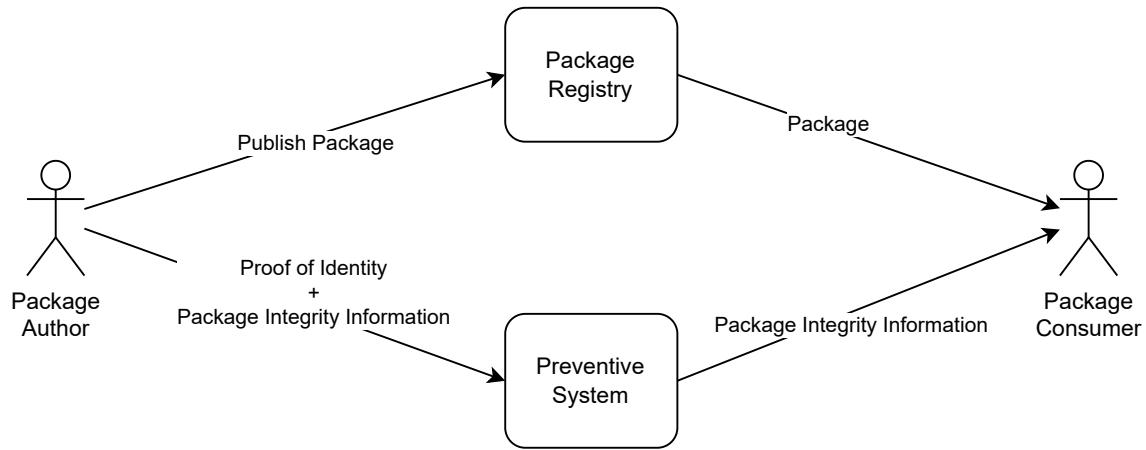 Package
Registry
Publish Package
Package
Package
Author
Proof of Identity
+
Package Integrity Information
Package Integrity Information
Package
Consumer
Preventive
System